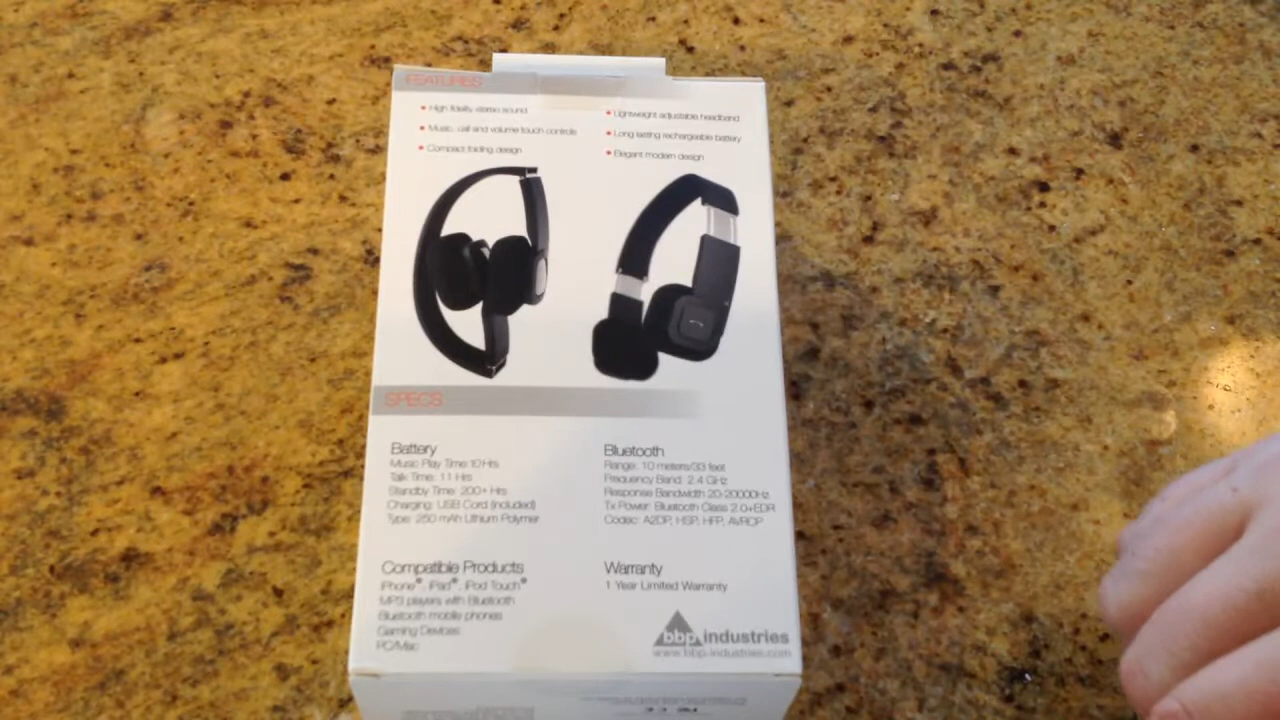 FEATURES
• High fidelity stereo sound
• Music, call and volume touch controls
• Compact folding design
• Lightweight adjustable headband
• Long lasting rechargeable battery
• Elegant modern design
SPECS
Battery
Music Play Time: 10 Hrs
Talk Time: 11 Hrs
Standby Time: 200+ Hrs
Charging: USB Cord (included)
Type: 250 mAh Lithium Polymer
Bluetooth
Range: 10 meters/33 feet
Frequency Band: 2.4 GHz
Response Bandwidth 20-20000Hz
Tx Power: Bluetooth Class 2.0+EDR
Codec: A2DP, HSP, HFP, AVRCP
Compatible Products
iPhone®, iPad®, iPod Touch®
MP3 players with Bluetooth
Bluetooth mobile phones
Gaming Devices
PC/Mac
Warranty
1 Year Limited Warranty
bbp industries
www.bbp-industries.com